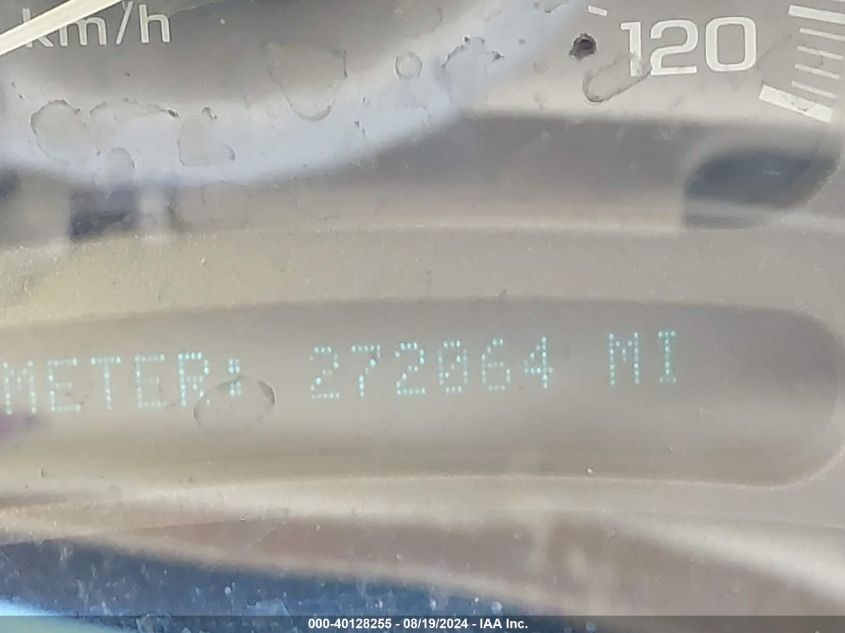 km/h
120
METER: 272064 MI
000-40128255 - 08/19/2024 - IAA Inc.